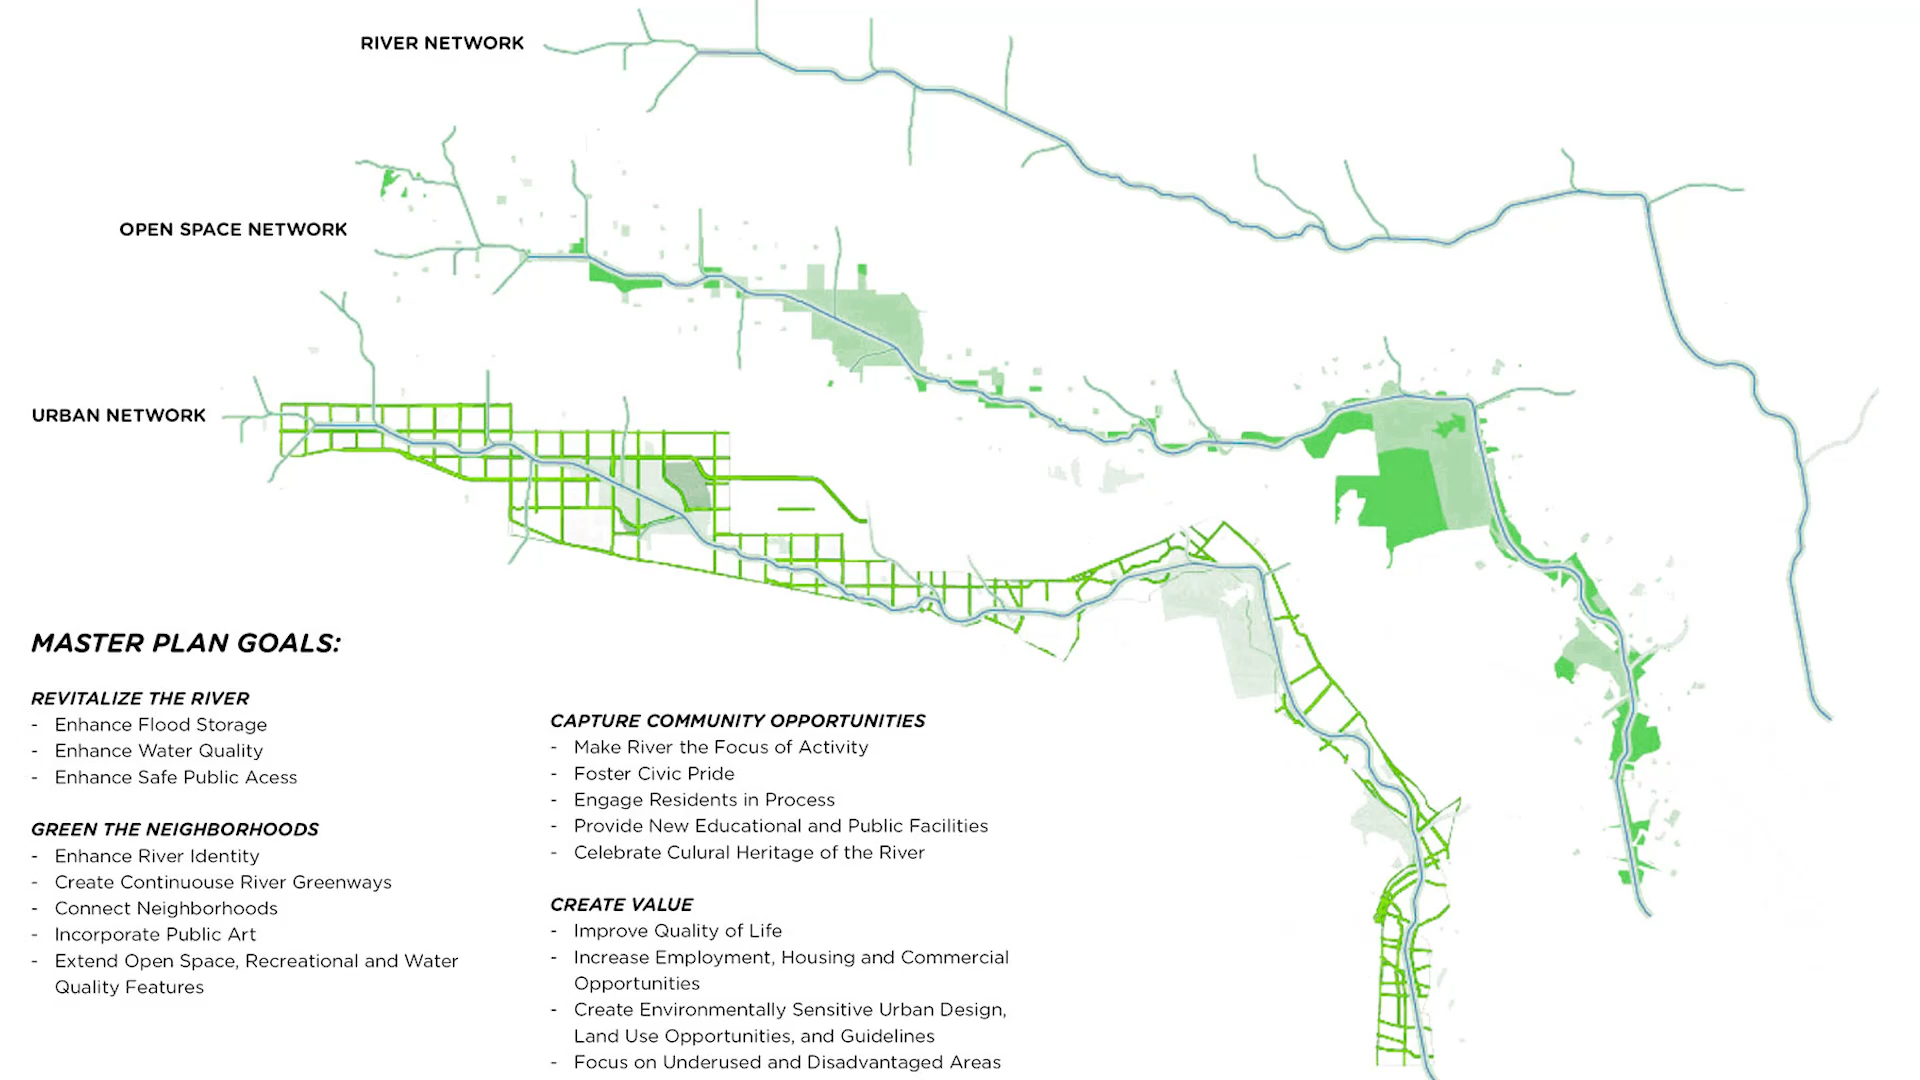 RIVER NETWORK
OPEN SPACE NETWORK
URBAN NETWORK
MASTER PLAN GOALS:
REVITALIZE THE RIVER
- Enhance Flood Storage
- Enhance Water Quality
- Enhance Safe Public Acess
GREEN THE NEIGHBORHOODS
- Enhance River Identity
- Create Continuouse River Greenways
- Connect Neighborhoods
- Incorporate Public Art
- Extend Open Space, Recreational and Water
Quality Features
CAPTURE COMMUNITY OPPORTUNITIES
- Make River the Focus of Activity
- Foster Civic Pride
- Engage Residents in Process
- Provide New Educational and Public Facilities
- Celebrate Culural Heritage of the River
CREATE VALUE
- Improve Quality of Life
- Increase Employment, Housing and Commercial
Opportunities
- Create Environmentally Sensitive Urban Design,
Land Use Opportunities, and Guidelines
- Focus on Underused and Disadvantaged Areas